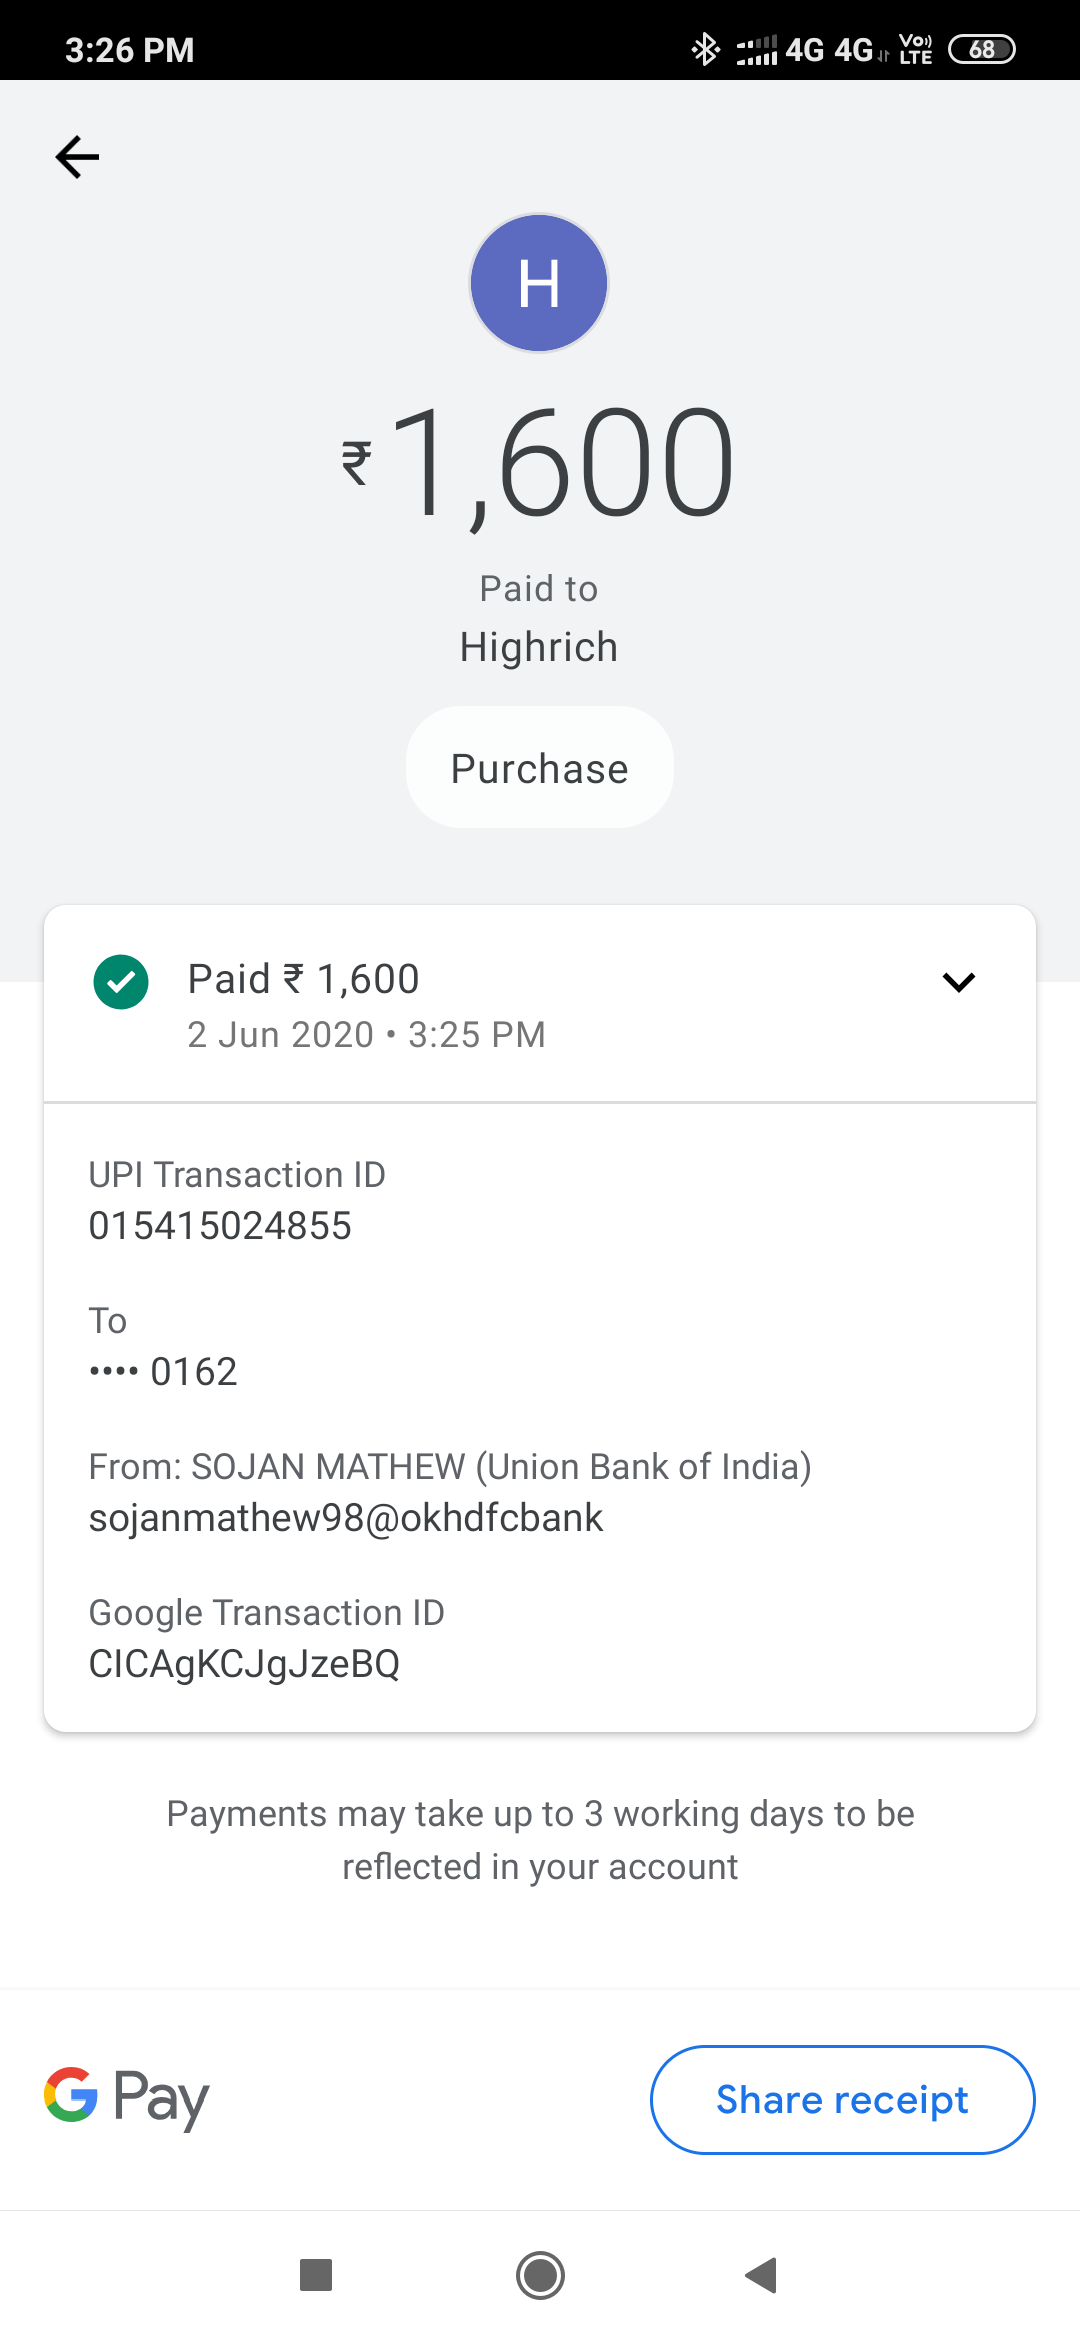 3:26 PM 4G 4G Vo)) LTE 68
H
₹1,600
Paid to
Highrich
Purchase
Paid ₹ 1,600
2 Jun 2020 • 3:25 PM
UPI Transaction ID
015415024855
To
•••• 0162
From: SOJAN MATHEW (Union Bank of India)
sojanmathew98@okhdfcbank
Google Transaction ID
CICAgKCJgJzeBQ
Payments may take up to 3 working days to be
reflected in your account
G Pay
Share receipt